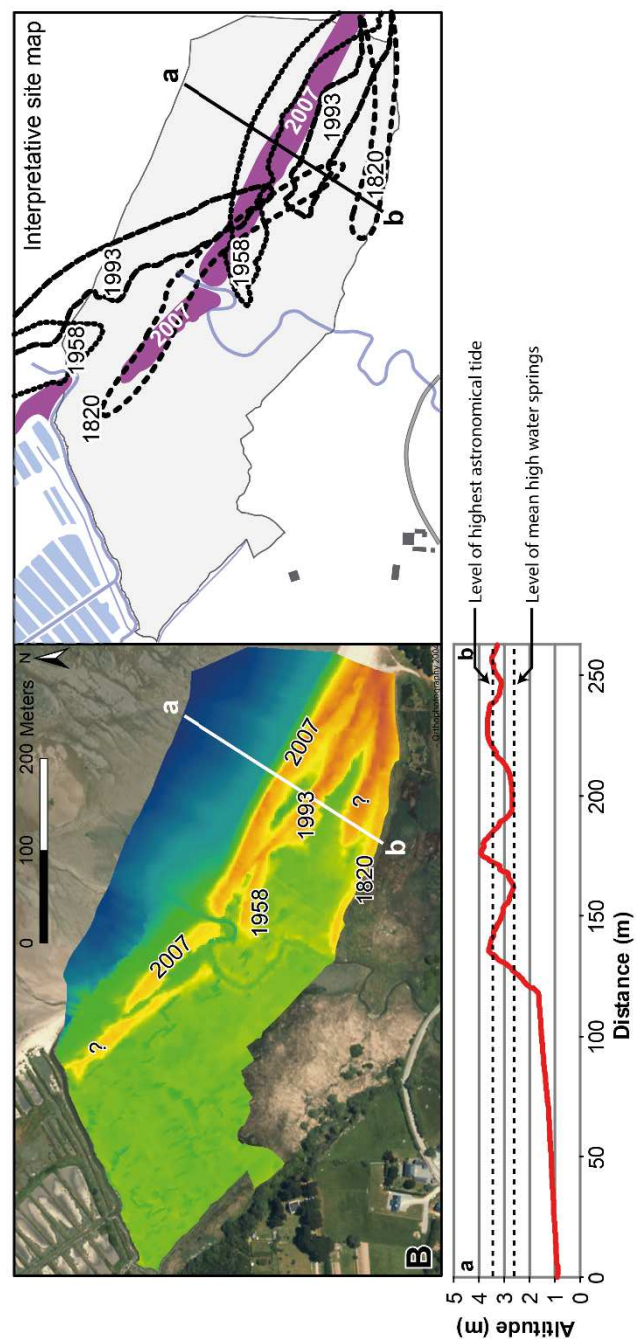 B
0 100 200 Meters
N
a
2007
?
2007
1993
1958
?
1820
b
Interpretative site map
a
2007
1993
1993
1958
1958
2007
1820
1820
b
Altitude (m)
5
4
3
2
1
0
a
b
Level of highest astronomical tide
Level of mean high water springs
0 50 100 150 200 250
Distance (m)